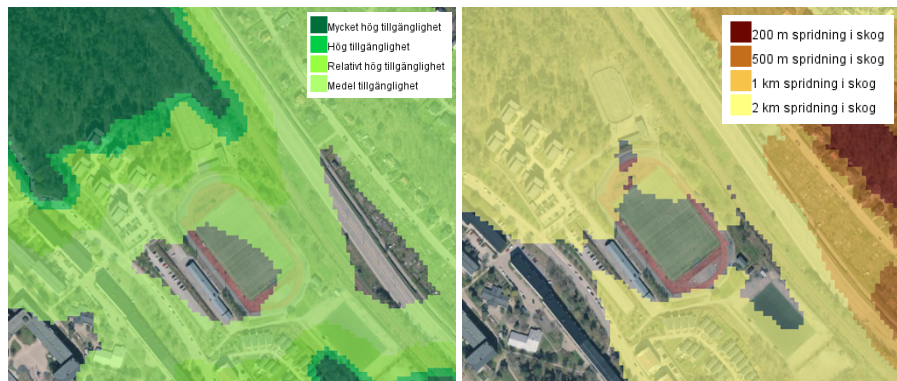 Mycket hög tillgänglighet
Hög tillgänglighet
Relativt hög tillgänglighet
Medel tillgänglighet
200 m spridning i skog
500 m spridning i skog
1 km spridning i skog
2 km spridning i skog